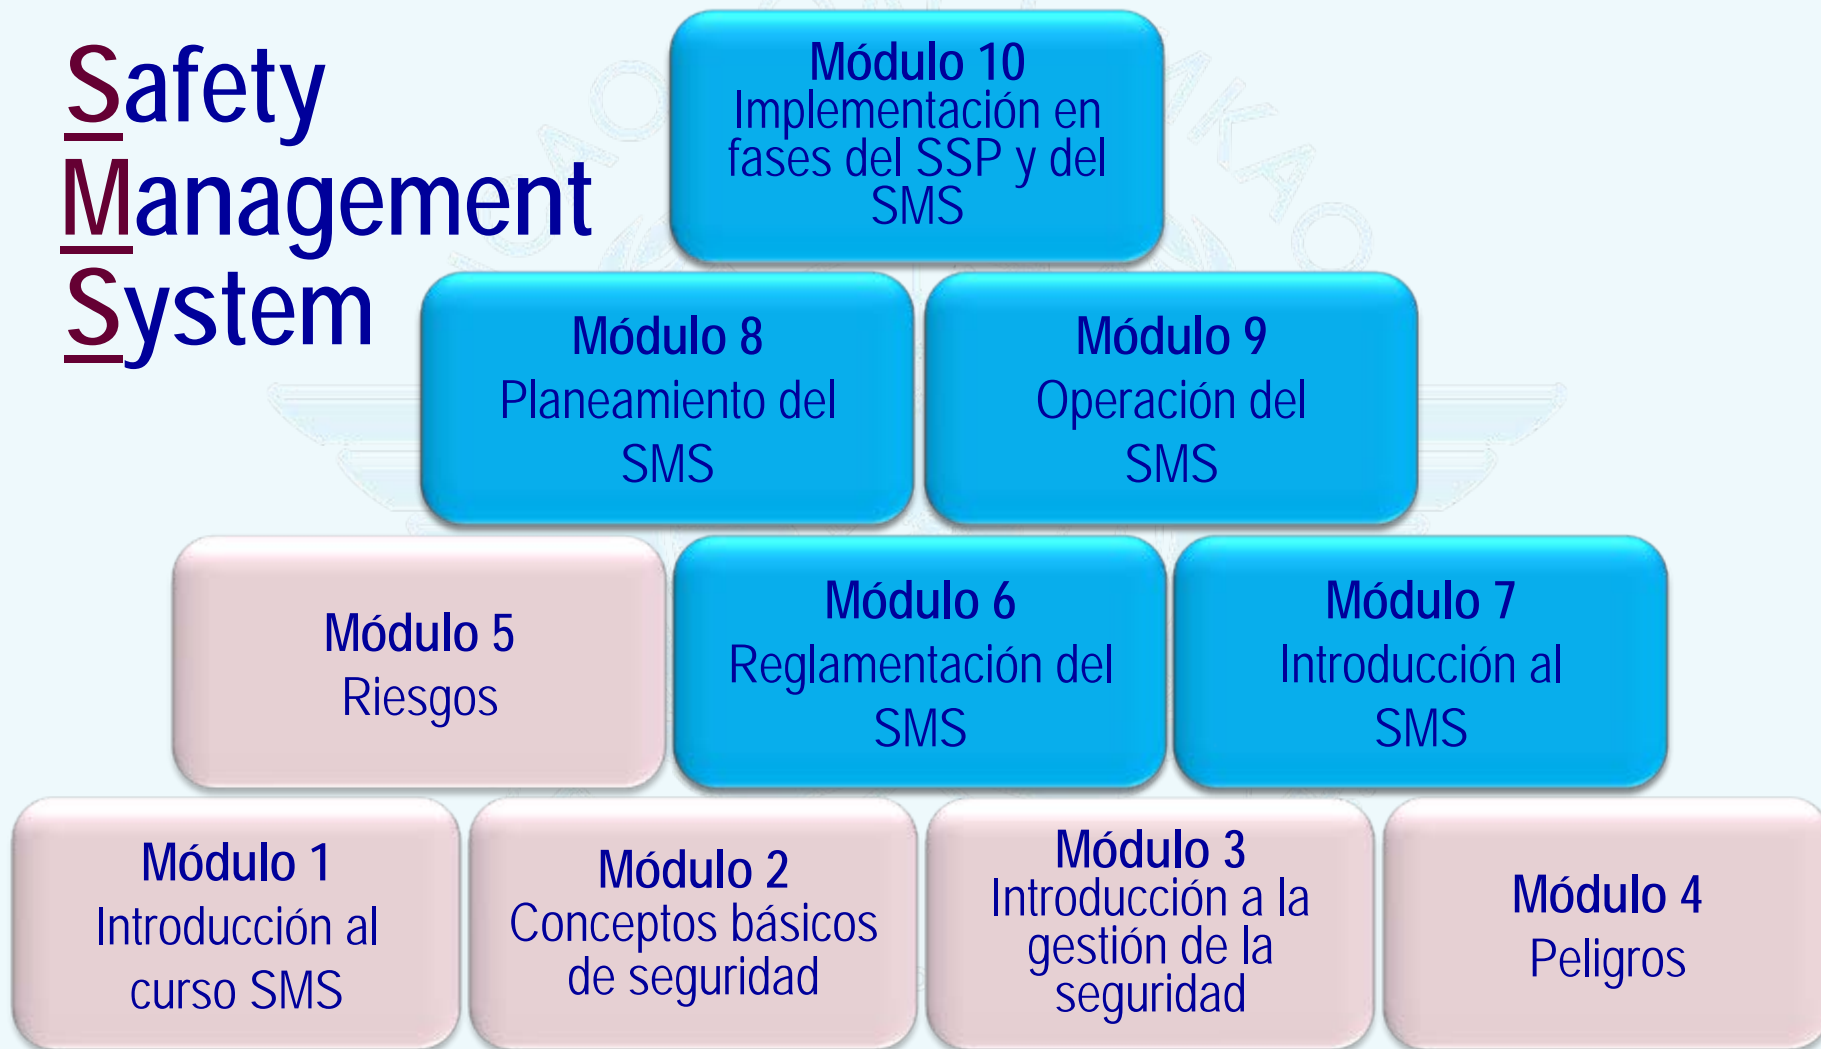 Safety
Management
System
Módulo 10
Implementación en
fases del SSP y del
SMS
Módulo 8
Planeamiento del
SMS
Módulo 9
Operación del
SMS
Módulo 5
Riesgos
Módulo 6
Reglamentación del
SMS
Módulo 7
Introducción al
SMS
Módulo 1
Introducción al
curso SMS
Módulo 2
Conceptos básicos
de seguridad
Módulo 3
Introducción a la
gestión de la
seguridad
Módulo 4
Peligros